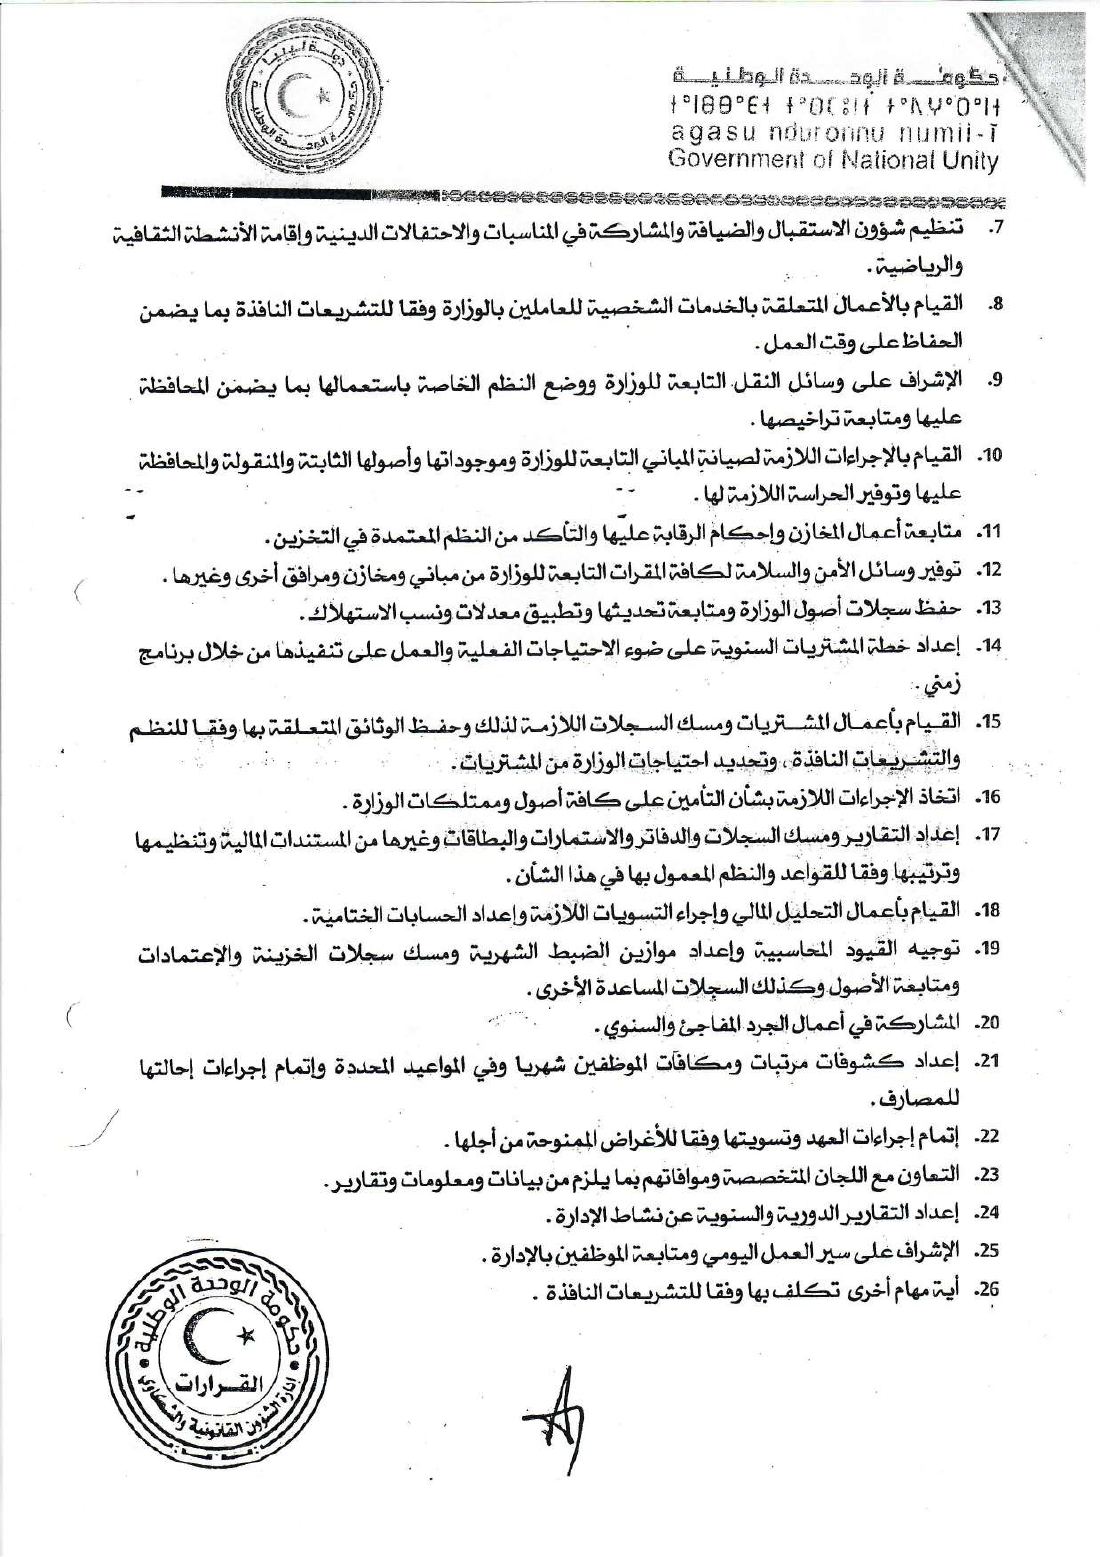 دولة ليبيا
حكومة الوحدة الوطنية
agasu nduronnu numil-i
Government of National Unity
7. تنظيم شؤون الاستقبال والضيافة والمشاركة في المناسبات والاحتفالات الدينية وإقامة الأنشطة الثقافية
والرياضية.
8. القيام بالأعمال المتعلقة بالخدمات الشخصية للعاملين بالوزارة وفقا للتشريعات النافذة بما يضمن
الحفاظ على وقت العمل.
9. الإشراف على وسائل النقل التابعة للوزارة ووضع النظم الخاصة باستعمالها بما يضمن المحافظة
عليها ومتابعة تراخيصها.
10. القيام بالإجراءات اللازمة لصيانة المباني التابعة للوزارة وموجوداتها وأصولها الثابتة والمنقولة والمحافظة
عليها وتوفير الحراسة اللازمة لها.
11. متابعة أعمال المخازن وإحكام الرقابة عليها والتأكد من النظم المعتمدة في التخزين.
12. توفير وسائل الأمن والسلامة لكافة المقرات التابعة للوزارة من مباني ومخازن ومرافق أخرى وغيرها.
13. حفظ سجلات أصول الوزارة ومتابعة تحديثها وتطبيق معدلات ونسب الاستهلاك.
14. إعداد خطة المشتريات السنوية على ضوء الاحتياجات الفعلية والعمل على تنفيذها من خلال برنامج
زمني.
15. القيام بأعمال المشتريات ومسك السجلات اللازمة لذلك وحفظ الوثائق المتعلقة بها وفقا للنظم
والتشريعات النافذة، وتحديد احتياجات الوزارة من المشتريات.
16. اتخاذ الإجراءات اللازمة بشأن التأمين على كافة أصول وممتلكات الوزارة.
17. إعداد التقارير ومسك السجلات والدفاتر والاستمارات والبطاقات وغيرها من المستندات المالية وتنظيمها
وترتيبها وفقا للقواعد والنظم المعمول بها في هذا الشأن.
18. القيام بأعمال التحليل المالي وإجراء التسويات اللازمة وإعداد الحسابات الختامية.
19. توجيه القيود المحاسبية وإعداد موازين الضبط الشهرية ومسك سجلات الخزينة والإعتمادات
ومتابعة الأصول وكذلك السجلات المساعدة الأخرى.
20. المشاركة في أعمال الجرد المفاجئ والسنوي.
21. إعداد كشوفات مرتبات ومكافات الموظفين شهريا وفي المواعيد المحددة وإتمام إجراءات إحالتها
للمصارف.
22. إتمام إجراءات العهد وتسويتها وفقا للأغراض الممنوحة من أجلها.
23. التعاون مع اللجان المتخصصة وموافاتهم بما يلزم من بيانات ومعلومات وتقارير.
24. إعداد التقارير الدورية والسنوية عن نشاط الإدارة.
25. الإشراف على سير العمل اليومي ومتابعة الموظفين بالإدارة.
26. أية مهام أخرى تكلف بها وفقا للتشريعات النافذة.
حكومة الوحدة الوطنية
القرارات
إدارة الشؤون القانونية والشكاوى